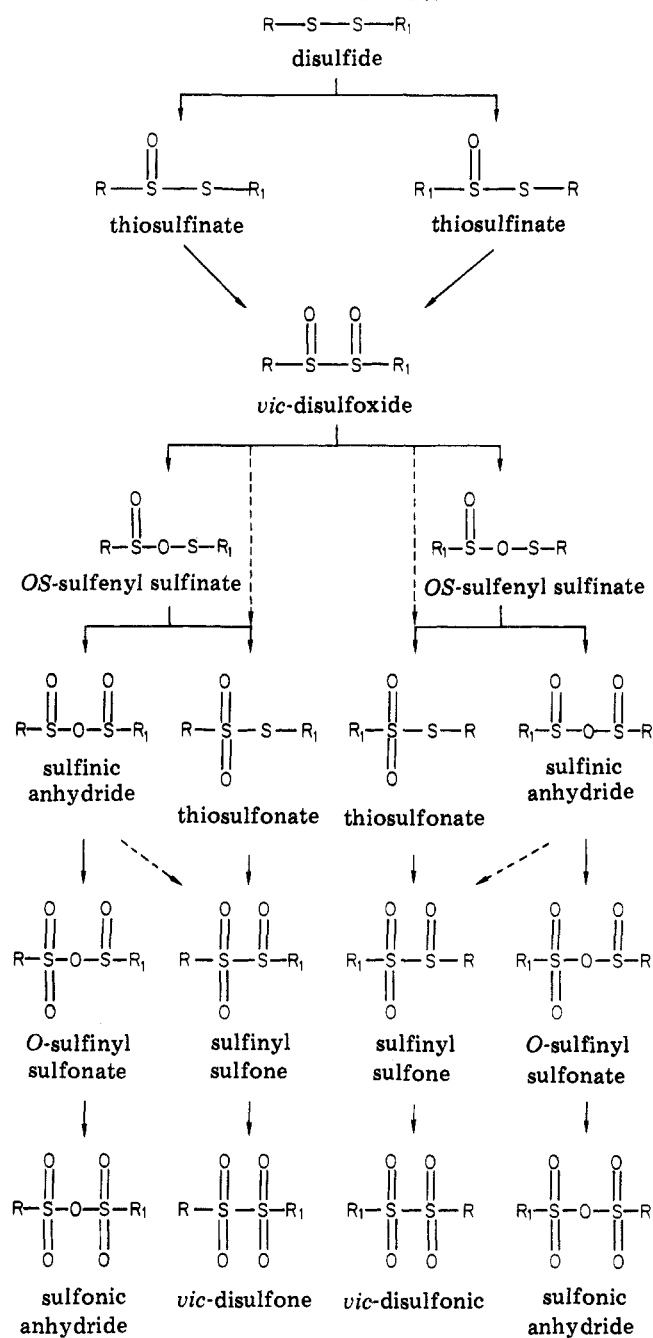 R—S—S—R₁
disulfide
O O
R—S—S—R₁ R₁—S—S—R
thiosulfinate thiosulfinate
O O
R—S—S—R₁
vic-disulfoxide
O O
R—S—O—S—R₁ R₁—S—O—S—R
OS-sulfenyl sulfinate OS-sulfenyl sulfinate
O O O O O O
R—S—O—S—R₁ R—S—S—R₁ R₁—S—S—R R₁—S—O—S—R
O O
sulfinic anhydride thiosulfonate thiosulfonate sulfinic anhydride
O O O O O O O O
R—S—O—S—R₁ R—S—S—R₁ R₁—S—S—R R₁—S—O—S—R
O O O O
O-sulfinyl sulfinyl sulfinyl O-sulfinyl
sulfonate sulfone sulfone sulfonate
O O O O O O O O
R—S—O—S—R₁ R—S—S—R₁ R₁—S—S—R R₁—S—O—S—R
O O O O O O O O
sulfonic vic-disulfone vic-disulfonic sulfonic
anhydride anhydride